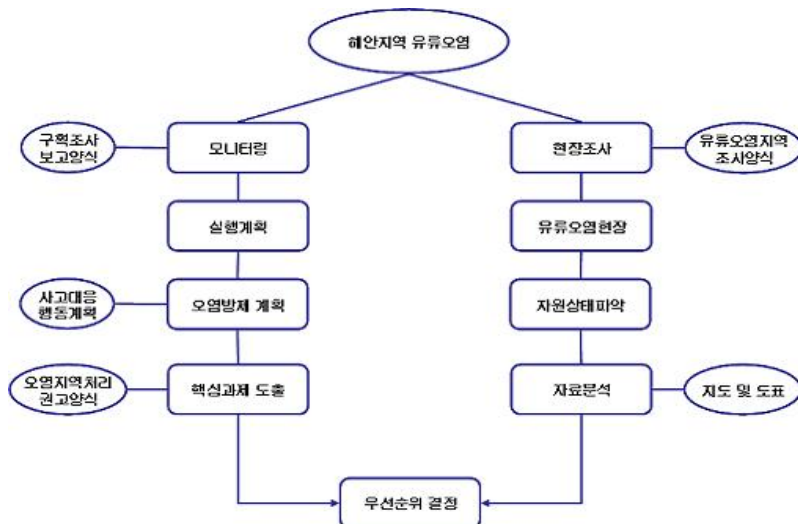 해안지역 유류오염
구획조사
보고양식
모니터링
현장조사
유류오염지역
조사양식
실행계획
유류오염현장
사고대응
행동계획
오염방제 계획
자원상태파악
오염지역처리
권고양식
핵심과제 도출
자료분석
지도 및 도표
우선순위 결정